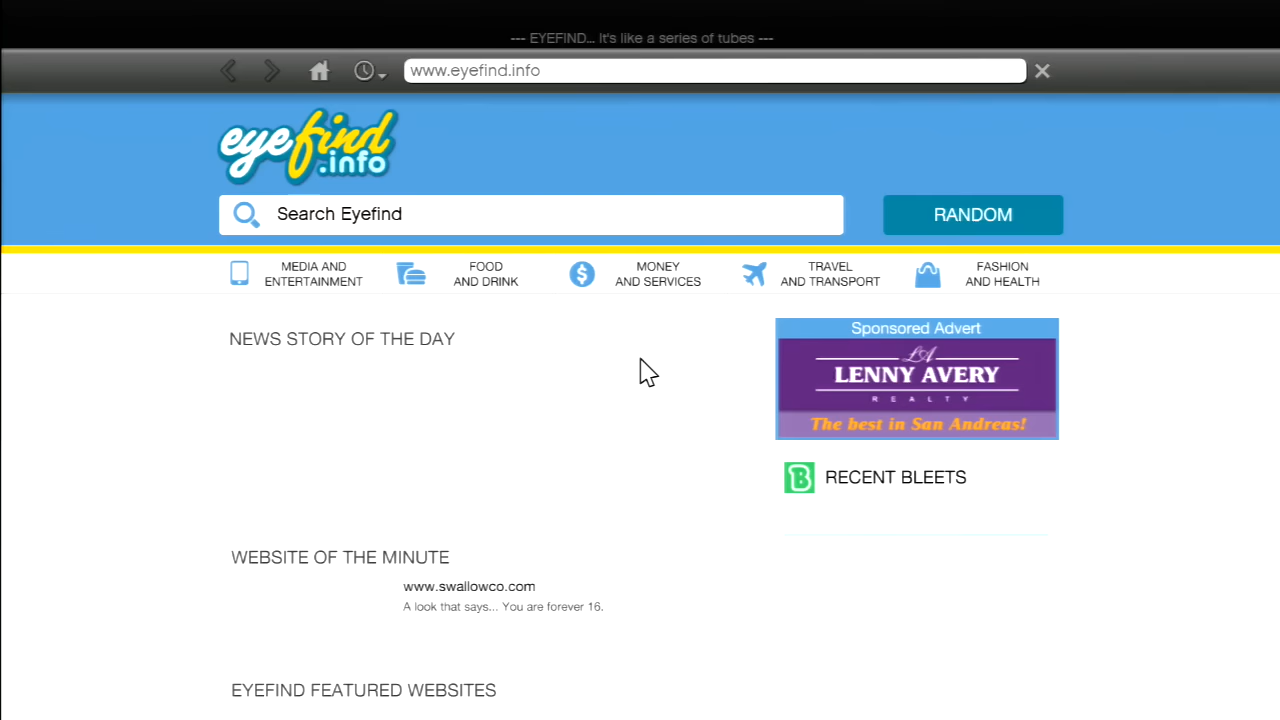 --- EYEFIND... It's like a series of tubes ---
www.eyefind.info
eyefind
.info
Search Eyefind
RANDOM
MEDIA AND
ENTERTAINMENT
FOOD
AND DRINK
MONEY
AND SERVICES
TRAVEL
AND TRANSPORT
FASHION
AND HEALTH
NEWS STORY OF THE DAY
Sponsored Advert
LA
LENNY AVERY
REALTY
The best in San Andreas!
B
RECENT BLEETS
WEBSITE OF THE MINUTE
www.swallowco.com
A look that says... You are forever 16.
EYEFIND FEATURED WEBSITES